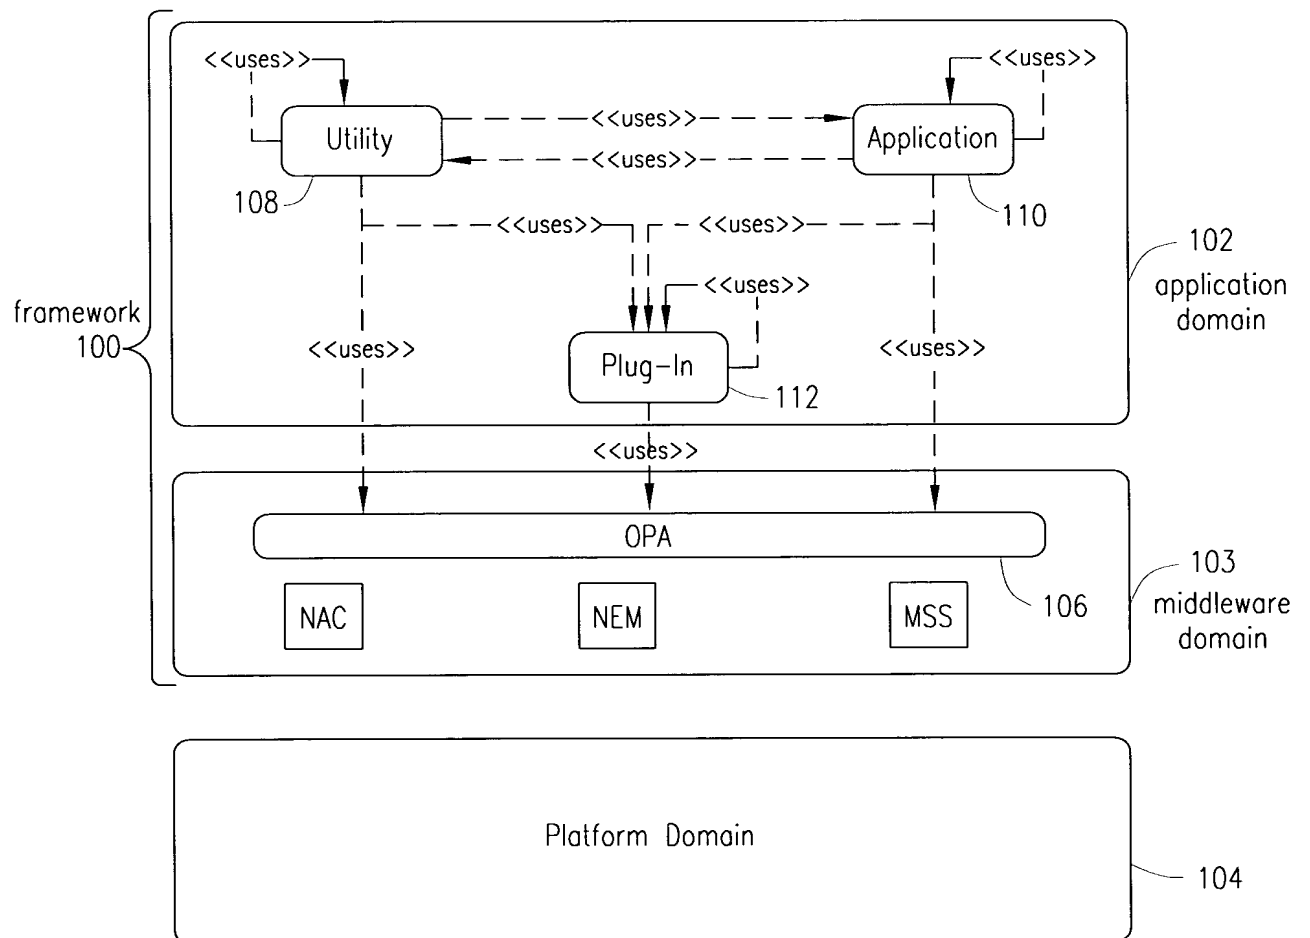 <<uses>>
<<uses>>
Utility
<<uses>>
Application
<<uses>>
108
110
<<uses>>
<<uses>>
102
application
domain
<<uses>>
framework
100
<<uses>>
Plug-In
<<uses>>
112
<<uses>>
OPA
103
middleware
domain
106
NAC
NEM
MSS
Platform Domain
104